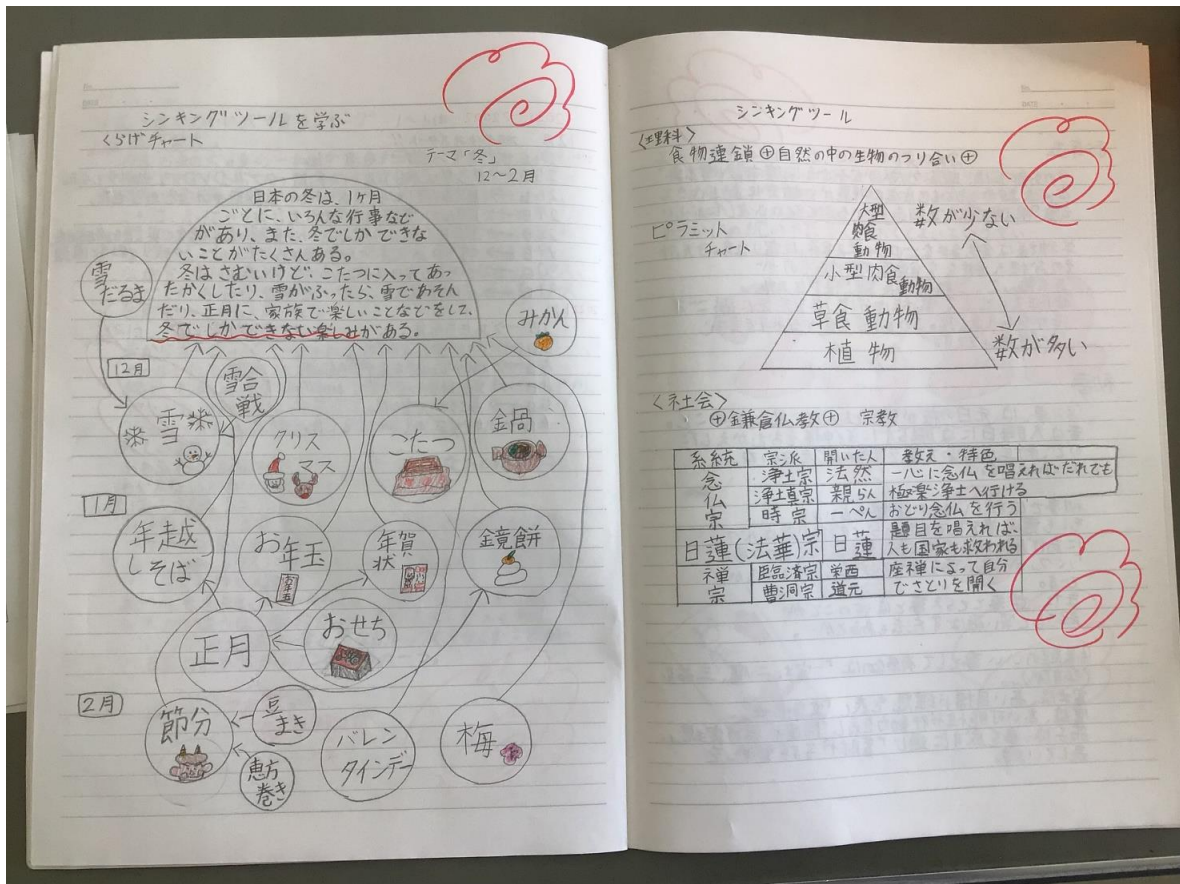 シンキングツールを学ぶ
くらげチャート
テーマ「冬」
12〜2月
日本の冬は、1ヶ月
ごとに、いろんな行事など
があり、また、冬でしかできな
いことがたくさんある。
冬はさむいけど、こたつに入ってあっ
たかくしたり、雪がふったら、雪であそん
だり、正月に、家族で楽しいことなどをして、
冬でしかできない楽しみがある。
雪
だるま
みかん
12月
雪合
戦
雪
クリス
マス
こたつ
鍋
1月
年越
しそば
お年玉
年賀
状
鏡餅
正月
おせち
2月
節分
豆
まき
恵方
巻き
バレン
タインデー
梅
シンキングツール
<理科>
食物連鎖⊕自然の中の生物のつり合い⊕
ピラミット
チャート
大型
肉食
動物
小型肉食動物
草食動物
植物
数が少ない
数が多い
<社会>
⊕鎌倉仏教⊕ 宗教
系統 宗派 開いた人 教え・特色
念仏宗 浄土宗 法然 一心に念仏を唱えればだれでも
浄土真宗 親らん 極楽浄土へ行ける
時宗 一ぺん おどり念仏を行う
日蓮(法華)宗 日蓮 題目を唱えれば、
人も国家も救われる
禅宗 臨済宗 栄西 座禅によって自分
曹洞宗 道元 でさとりを開く